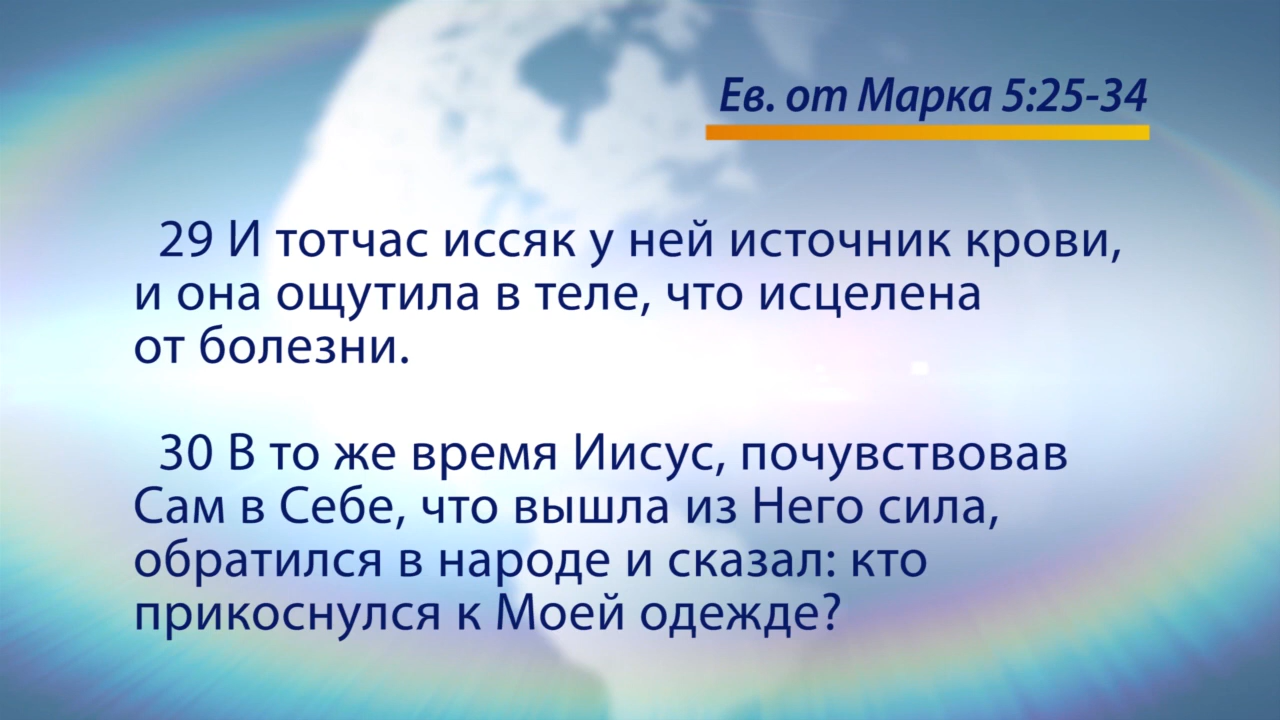 Ев. от Марка 5:25-34
29 И тотчас иссяк у ней источник крови,
и она ощутила в теле, что исцелена
от болезни.
30 В то же время Иисус, почувствовав
Сам в Себе, что вышла из Него сила,
обратился в народе и сказал: кто
прикоснулся к Моей одежде?